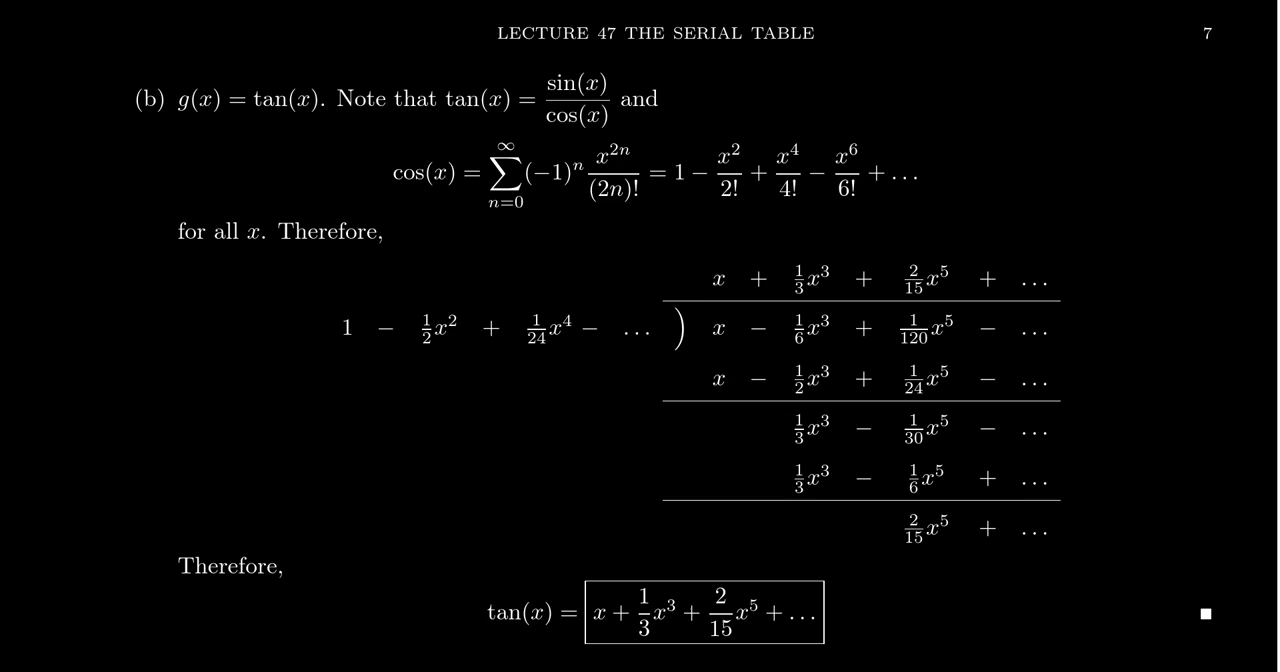 LECTURE 47 THE SERIAL TABLE 7
(b) g(x) = tan(x). Note that tan(x) = sin(x)/cos(x) and
cos(x) = ∑_{n=0}^{∞} (−1)^n x^{2n}/(2n)! = 1 − x^2/2! + x^4/4! − x^6/6! + …
for all x. Therefore,
x + 1/3 x^3 + 2/15 x^5 + …
1 − 1/2 x^2 + 1/24 x^4 − … ) x − 1/6 x^3 + 1/120 x^5 − …
x − 1/2 x^3 + 1/24 x^5 − …
1/3 x^3 − 1/30 x^5 − …
1/3 x^3 − 1/6 x^5 + …
2/15 x^5 + …
Therefore,
tan(x) = x + 1/3 x^3 + 2/15 x^5 + … ■